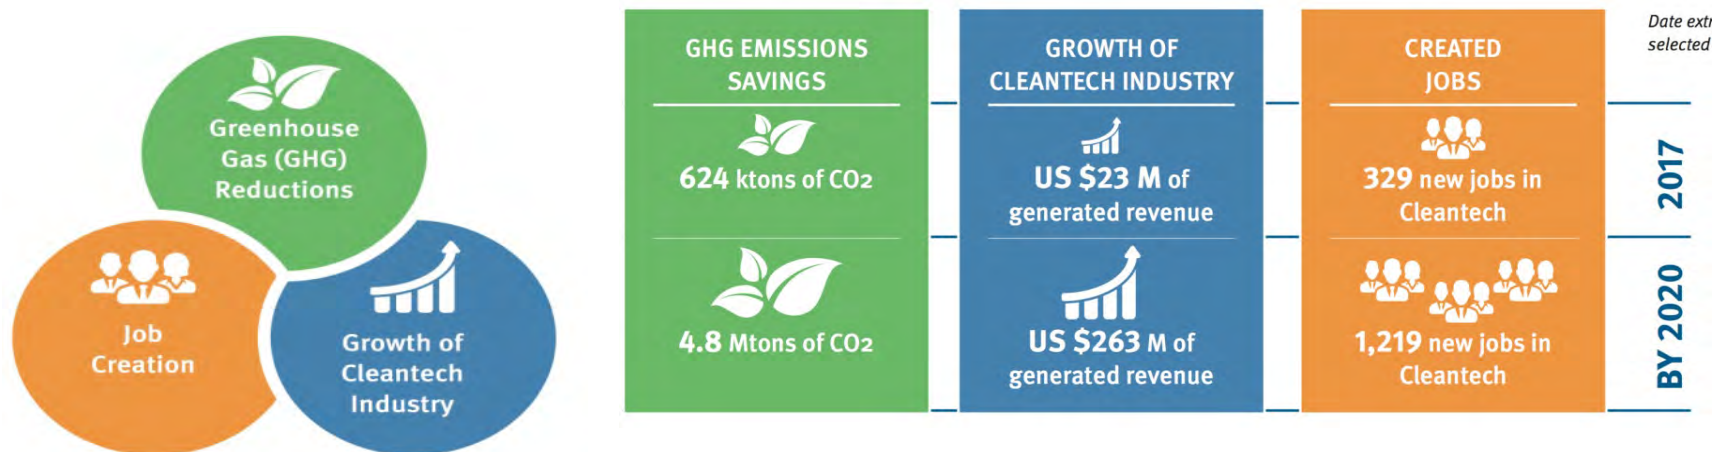 Greenhouse
Gas (GHG)
Reductions
Job
Creation
Growth of
Cleantech
Industry
GHG EMISSIONS
SAVINGS
624 ktons of CO2
4.8 Mtons of CO2
GROWTH OF
CLEANTECH INDUSTRY
US $23 M of
generated revenue
US $263 M of
generated revenue
CREATED
JOBS
329 new jobs in
Cleantech
1,219 new jobs in
Cleantech
Date
selected
2017
BY 2020